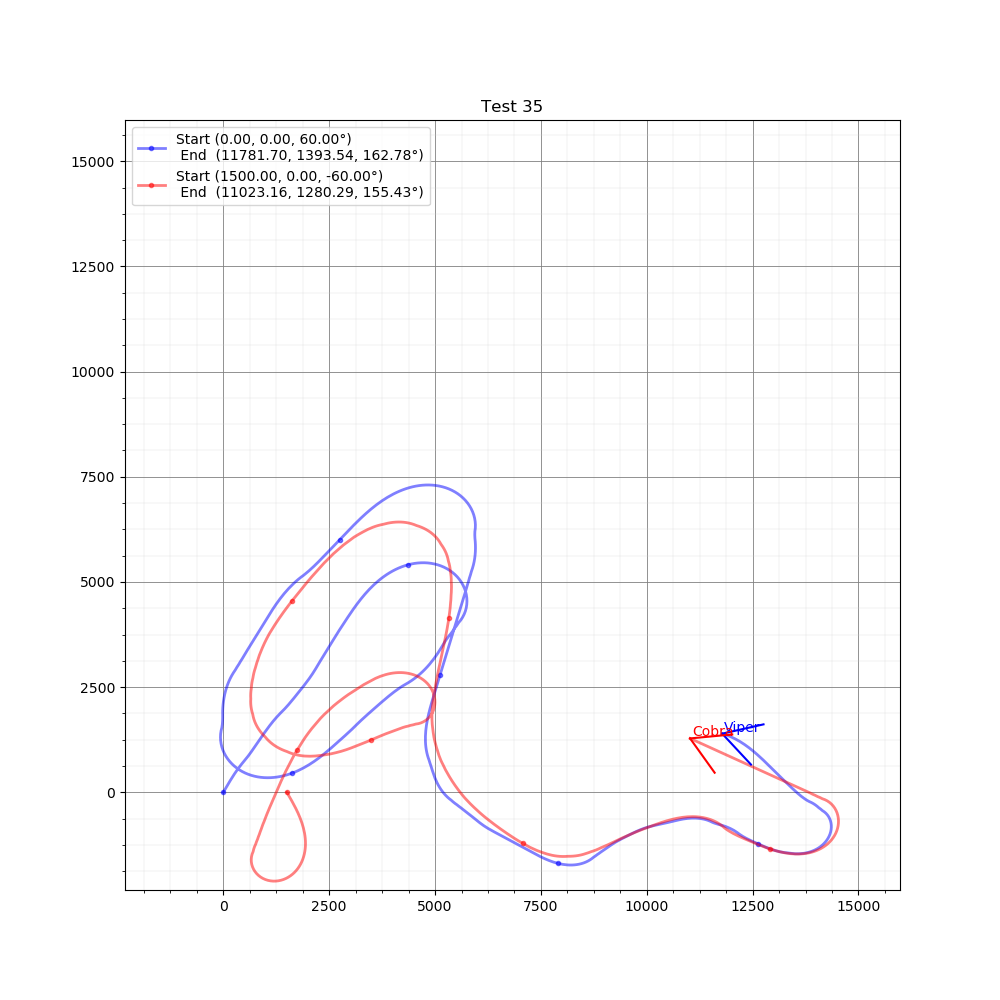 Test 35
Start (0.00, 0.00, 60.00°)
End  (11781.70, 1393.54, 162.78°)
Start (1500.00, 0.00, -60.00°)
End  (11023.16, 1280.29, 155.43°)
15000
12500
10000
7500
5000
2500
0
Viper
Cobra
0 2500 5000 7500 10000 12500 15000